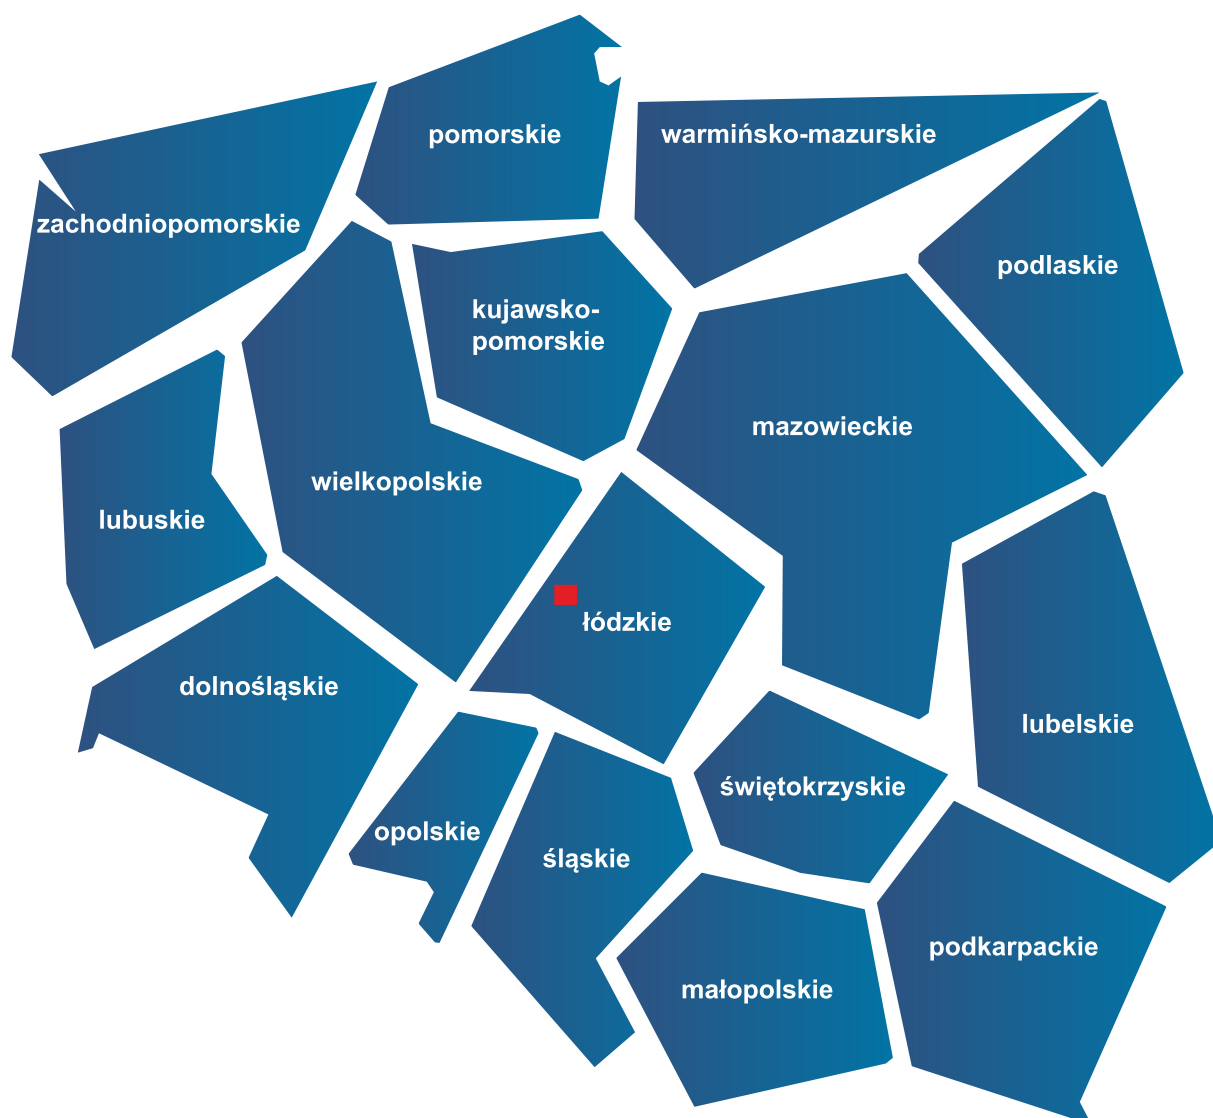 pomorskie
warmińsko-mazurskie
zachodniopomorskie
podlaskie
kujawsko-
pomorskie
mazowieckie
wielkopolskie
lubuskie
łódzkie
dolnośląskie
lubelskie
świętokrzyskie
opolskie
śląskie
podkarpackie
małopolskie